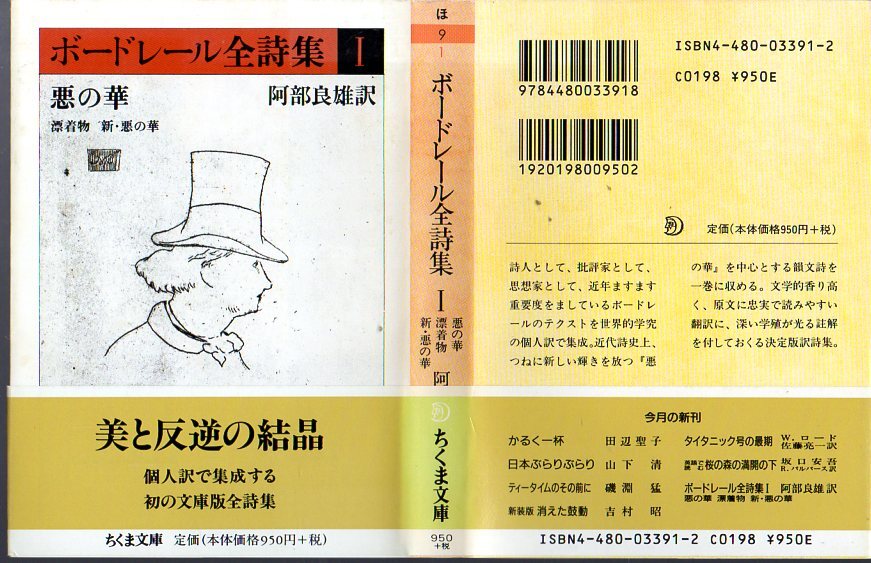 ボードレール全詩集 I
悪の華
阿部良雄訳
漂着物 新・悪の華
美と反逆の結晶
個人訳で集成する
初の文庫版全詩集
ちくま文庫 定価(本体価格950円+税)
ほ
9
1
ボードレール全詩集 I
悪の華
漂着物
新・悪の華
阿
ちくま文庫
950
+税
ISBN4-480-03391-2
C0198 ¥950E
9784480033918
1920198009502
定価(本体価格950円+税)
詩人として、批評家として、
思想家として、近年ますます
重要度をましているボードレ
ールのテクストを世界的学究
の個人訳で集成。近代詩史上、
つねに新しい輝きを放つ『悪
の華』を中心とする韻文詩を
一巻に収める。文学的香り高
く、原文に忠実で読みやすい
翻訳に、深い学殖が光る註解
を付しておくる決定版訳詩集。
今月の新刊
かるく一杯 田辺聖子
日本ぶらりぶらり 山下 清
ティータイムのその前に 磯淵 猛
新装版 消えた鼓動 吉村 昭
タイタニック号の最期 W.ロード 佐藤亮一訳
桜の森の満開の下 坂口安吾 R.パルバース訳
ボードレール全詩集I 阿部良雄訳
悪の華 漂着物 新・悪の華
ISBN4-480-03391-2 C0198 ¥950E